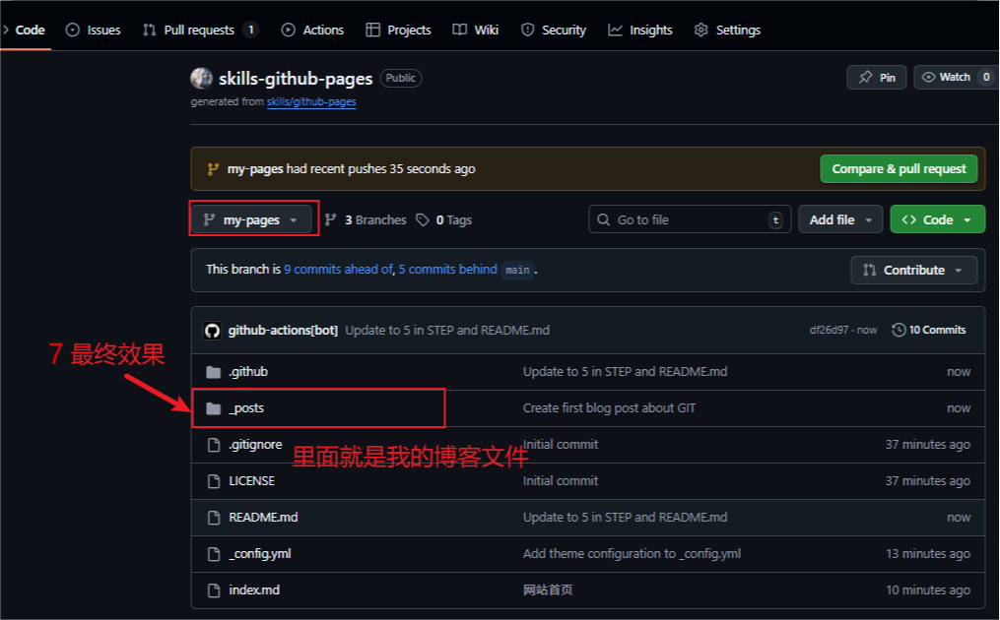 Code Issues Pull requests 1 Actions Projects Wiki Security Insights Settings
skills-github-pages Public Pin Watch 0
generated from skills/github-pages
my-pages had recent pushes 35 seconds ago Compare & pull request
my-pages 3 Branches 0 Tags Go to file t Add file Code
This branch is 9 commits ahead of, 5 commits behind main . Contribute
github-actions[bot] Update to 5 in STEP and README.md df26d97 · now 10 Commits
7 最终效果
.github Update to 5 in STEP and README.md now
_posts Create first blog post about GIT now
.gitignore Initial commit 37 minutes ago
里面就是我的博客文件
LICENSE Initial commit 37 minutes ago
README.md Update to 5 in STEP and README.md now
_config.yml Add theme configuration to _config.yml 13 minutes ago
index.md 网站首页 10 minutes ago